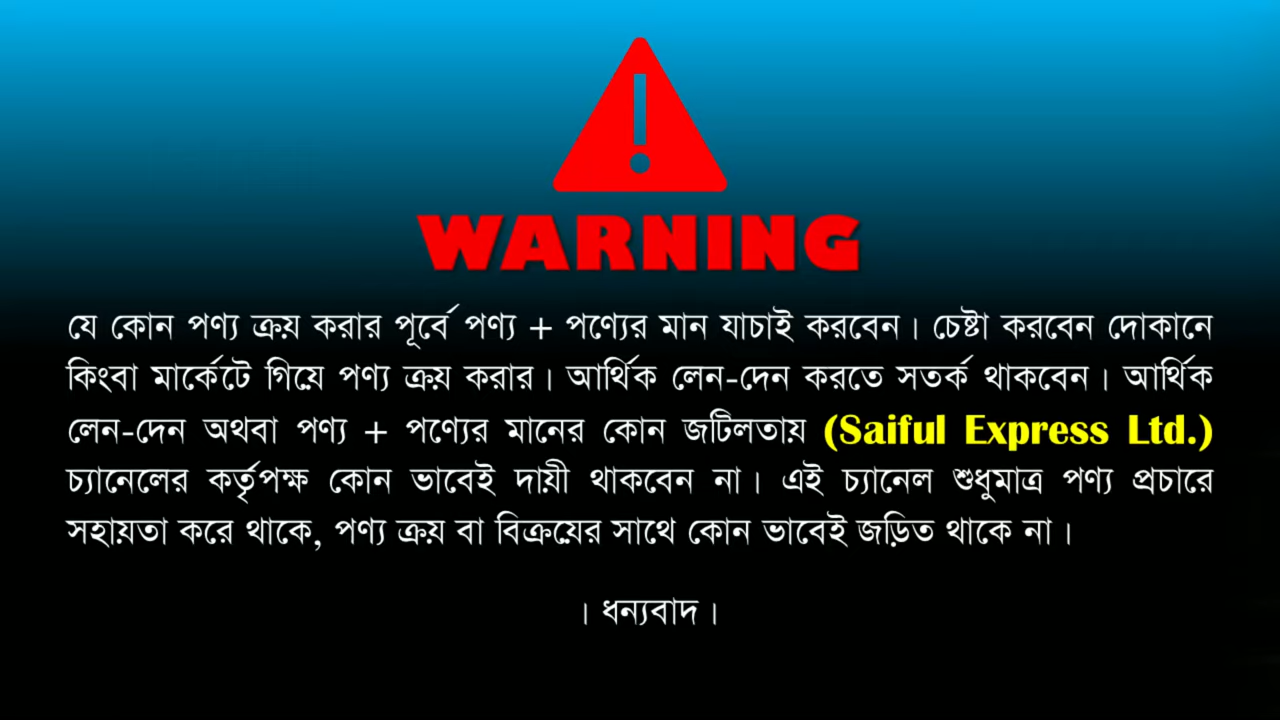 WARNING
যে কোন পণ্য ক্রয় করার পূর্বে পণ্য + পণ্যের মান যাচাই করবেন। চেষ্টা করবেন দোকানে
কিংবা মার্কেটে গিয়ে পণ্য ক্রয় করার। আর্থিক লেন-দেন করতে সতর্ক থাকবেন। আর্থিক
লেন-দেন অথবা পণ্য + পণ্যের মানের কোন জটিলতায় (Saiful Express Ltd.)
চ্যানেলের কর্তৃপক্ষ কোন ভাবেই দায়ী থাকবেন না। এই চ্যানেল শুধুমাত্র পণ্য প্রচারে
সহায়তা করে থাকে, পণ্য ক্রয় বা বিক্রয়ের সাথে কোন ভাবেই জড়িত থাকে না।
। ধন্যবাদ।